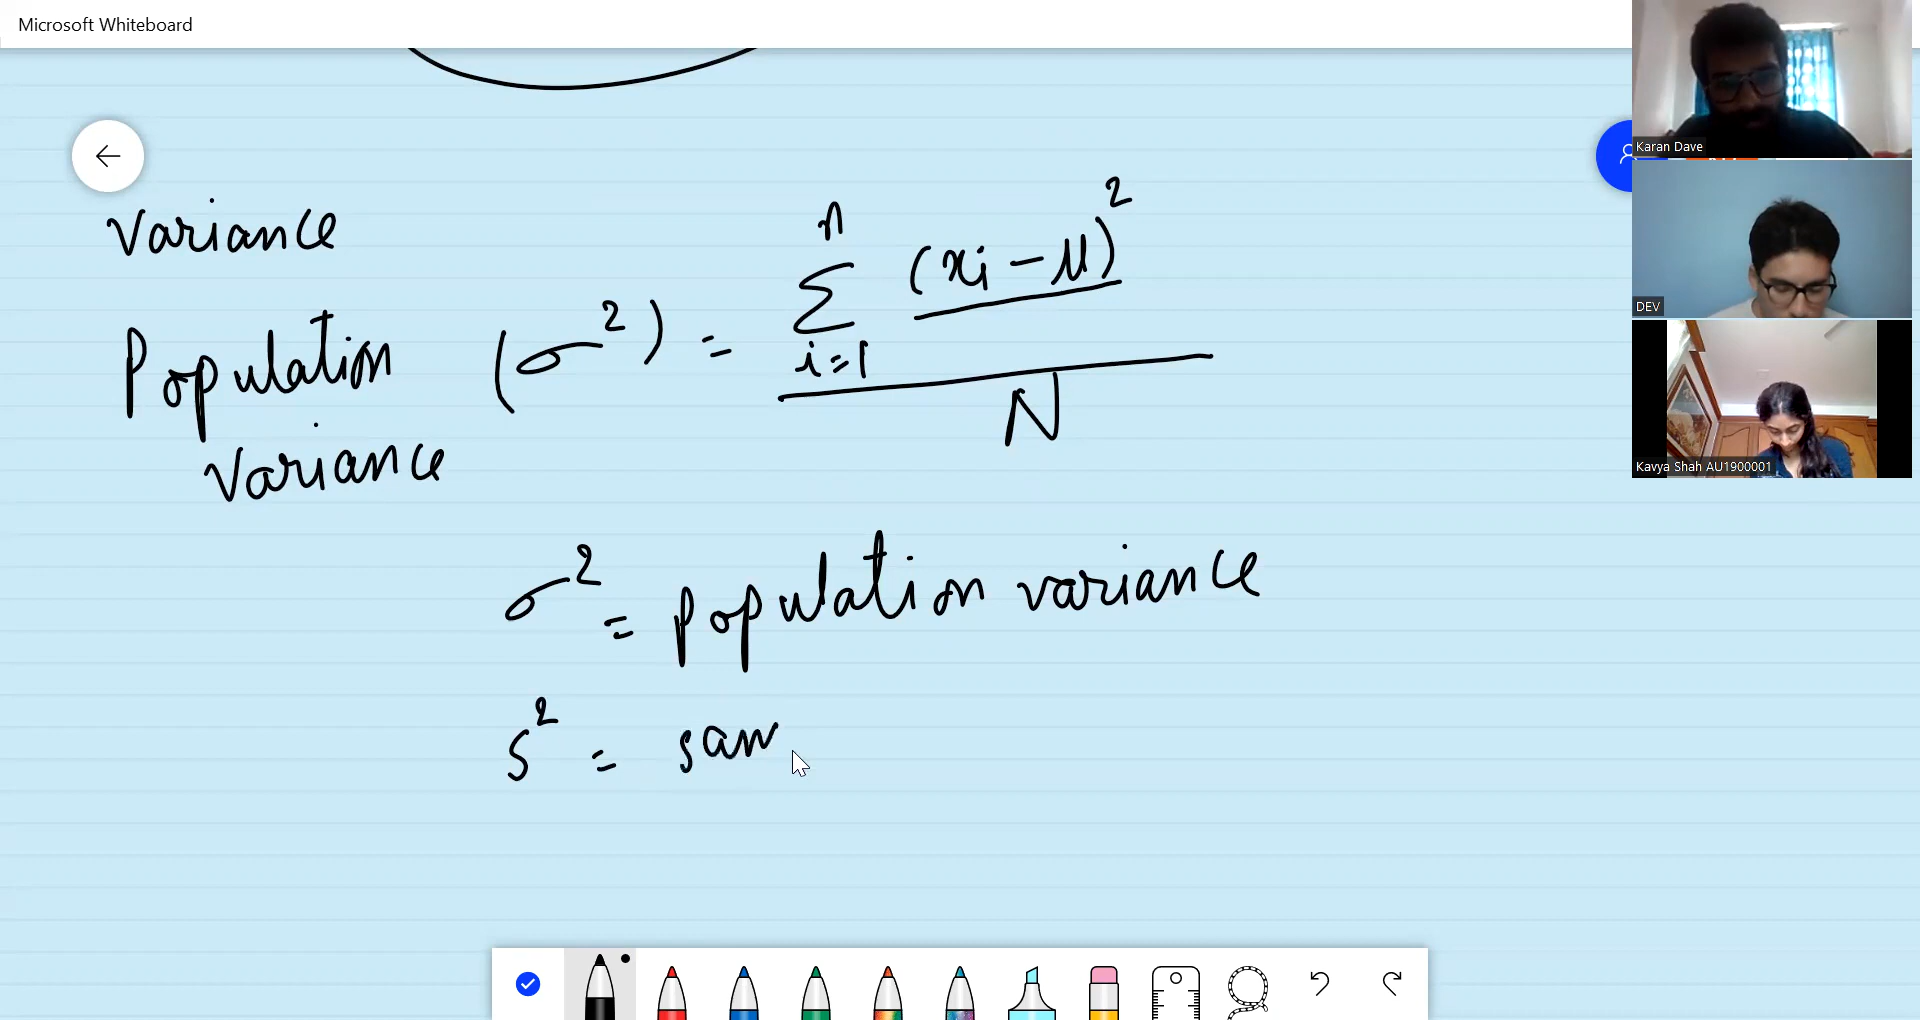 Microsoft Whiteboard
Karan Dave
DEV
Kavya Shah AU1900001
variance
Population variance (σ²) = Σ i=1 n (xi - μ)² / N
σ² = population variance
s² = sam